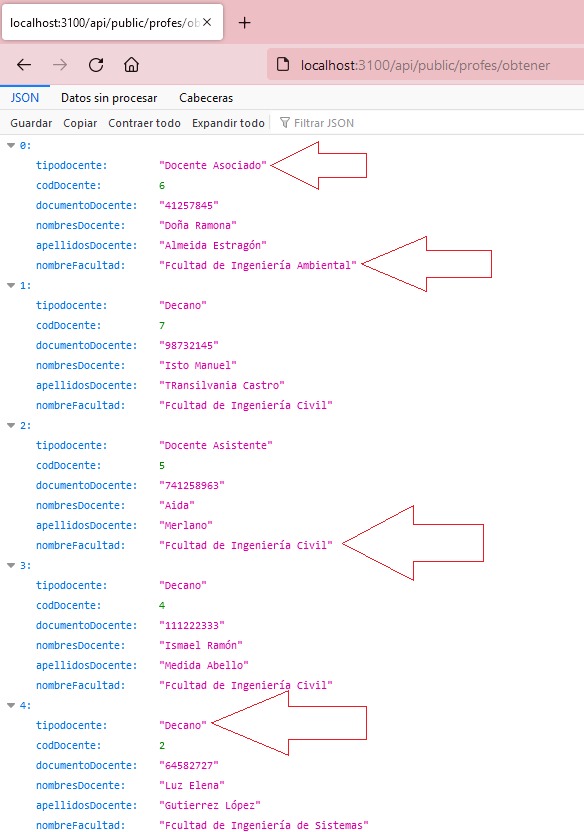 localhost:3100/api/public/profes/ob
localhost:3100/api/public/profes/obtener
JSON Datos sin procesar Cabeceras
Guardar Copiar Contraer todo Expandir todo Filtrar JSON
0:
tipodocente: "Docente Asociado"
codDocente: 6
documentoDocente: "41257845"
nombresDocente: "Doña Ramona"
apellidosDocente: "Almeida Estragón"
nombreFacultad: "Fcultad de Ingeniería Ambiental"
1:
tipodocente: "Decano"
codDocente: 7
documentoDocente: "98732145"
nombresDocente: "Isto Manuel"
apellidosDocente: "TRansilvania Castro"
nombreFacultad: "Fcultad de Ingeniería Civil"
2:
tipodocente: "Docente Asistente"
codDocente: 5
documentoDocente: "741258963"
nombresDocente: "Aida"
apellidosDocente: "Merlano"
nombreFacultad: "Fcultad de Ingeniería Civil"
3:
tipodocente: "Decano"
codDocente: 4
documentoDocente: "111222333"
nombresDocente: "Ismael Ramón"
apellidosDocente: "Medida Abello"
nombreFacultad: "Fcultad de Ingeniería Civil"
4:
tipodocente: "Decano"
codDocente: 2
documentoDocente: "64582727"
nombresDocente: "Luz Elena"
apellidosDocente: "Gutierrez López"
nombreFacultad: "Fcultad de Ingeniería de Sistemas"